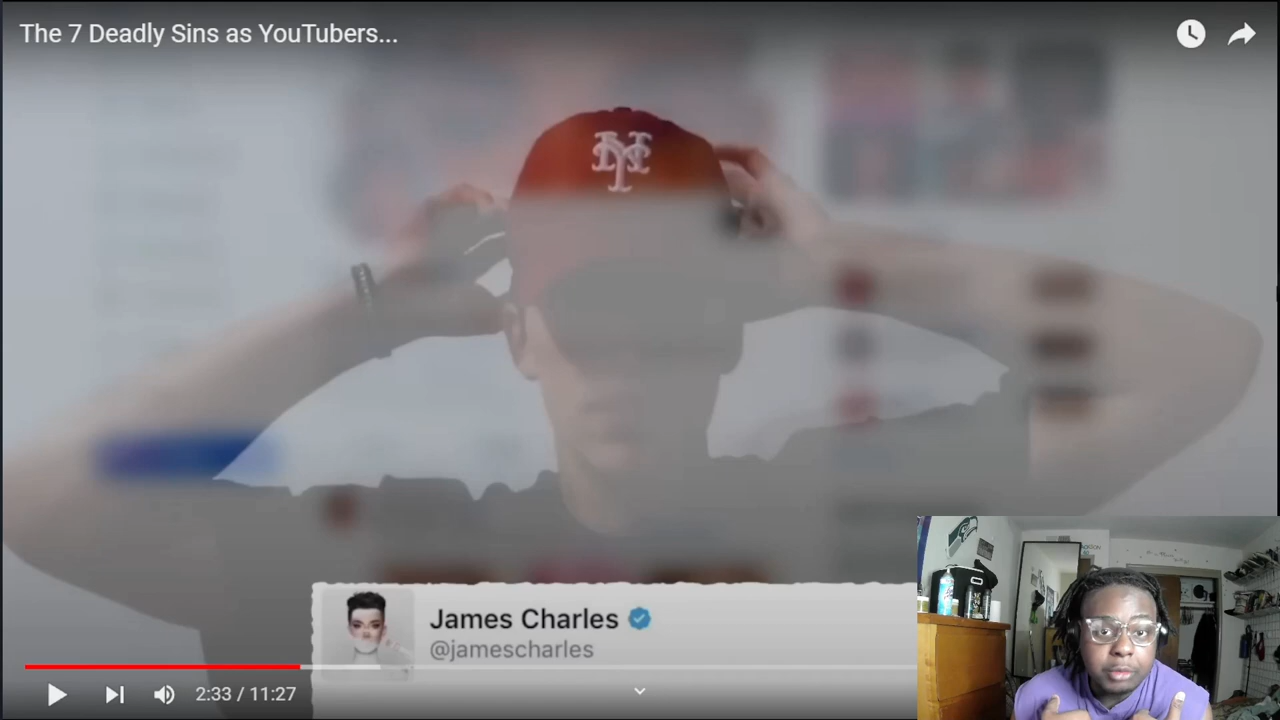 The 7 Deadly Sins as YouTubers...
NY
James Charles
@jamescharles
2:33 / 11:27